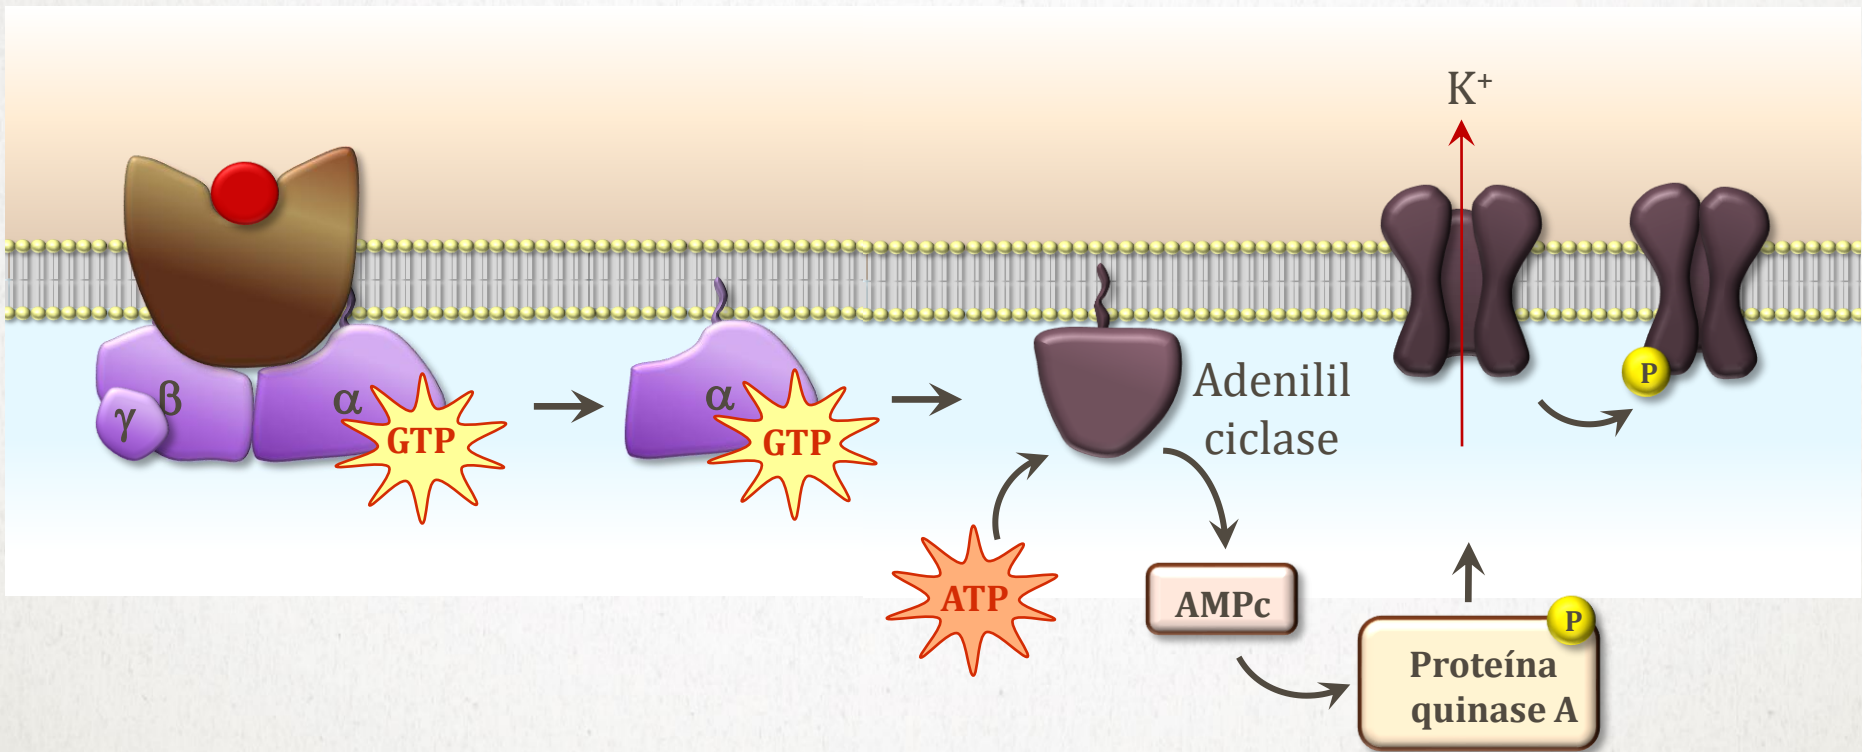 K+
γ
β
α
GTP
α
GTP
Adenilil
ciclase
P
ATP
AMPc
P
Proteína
quinase A